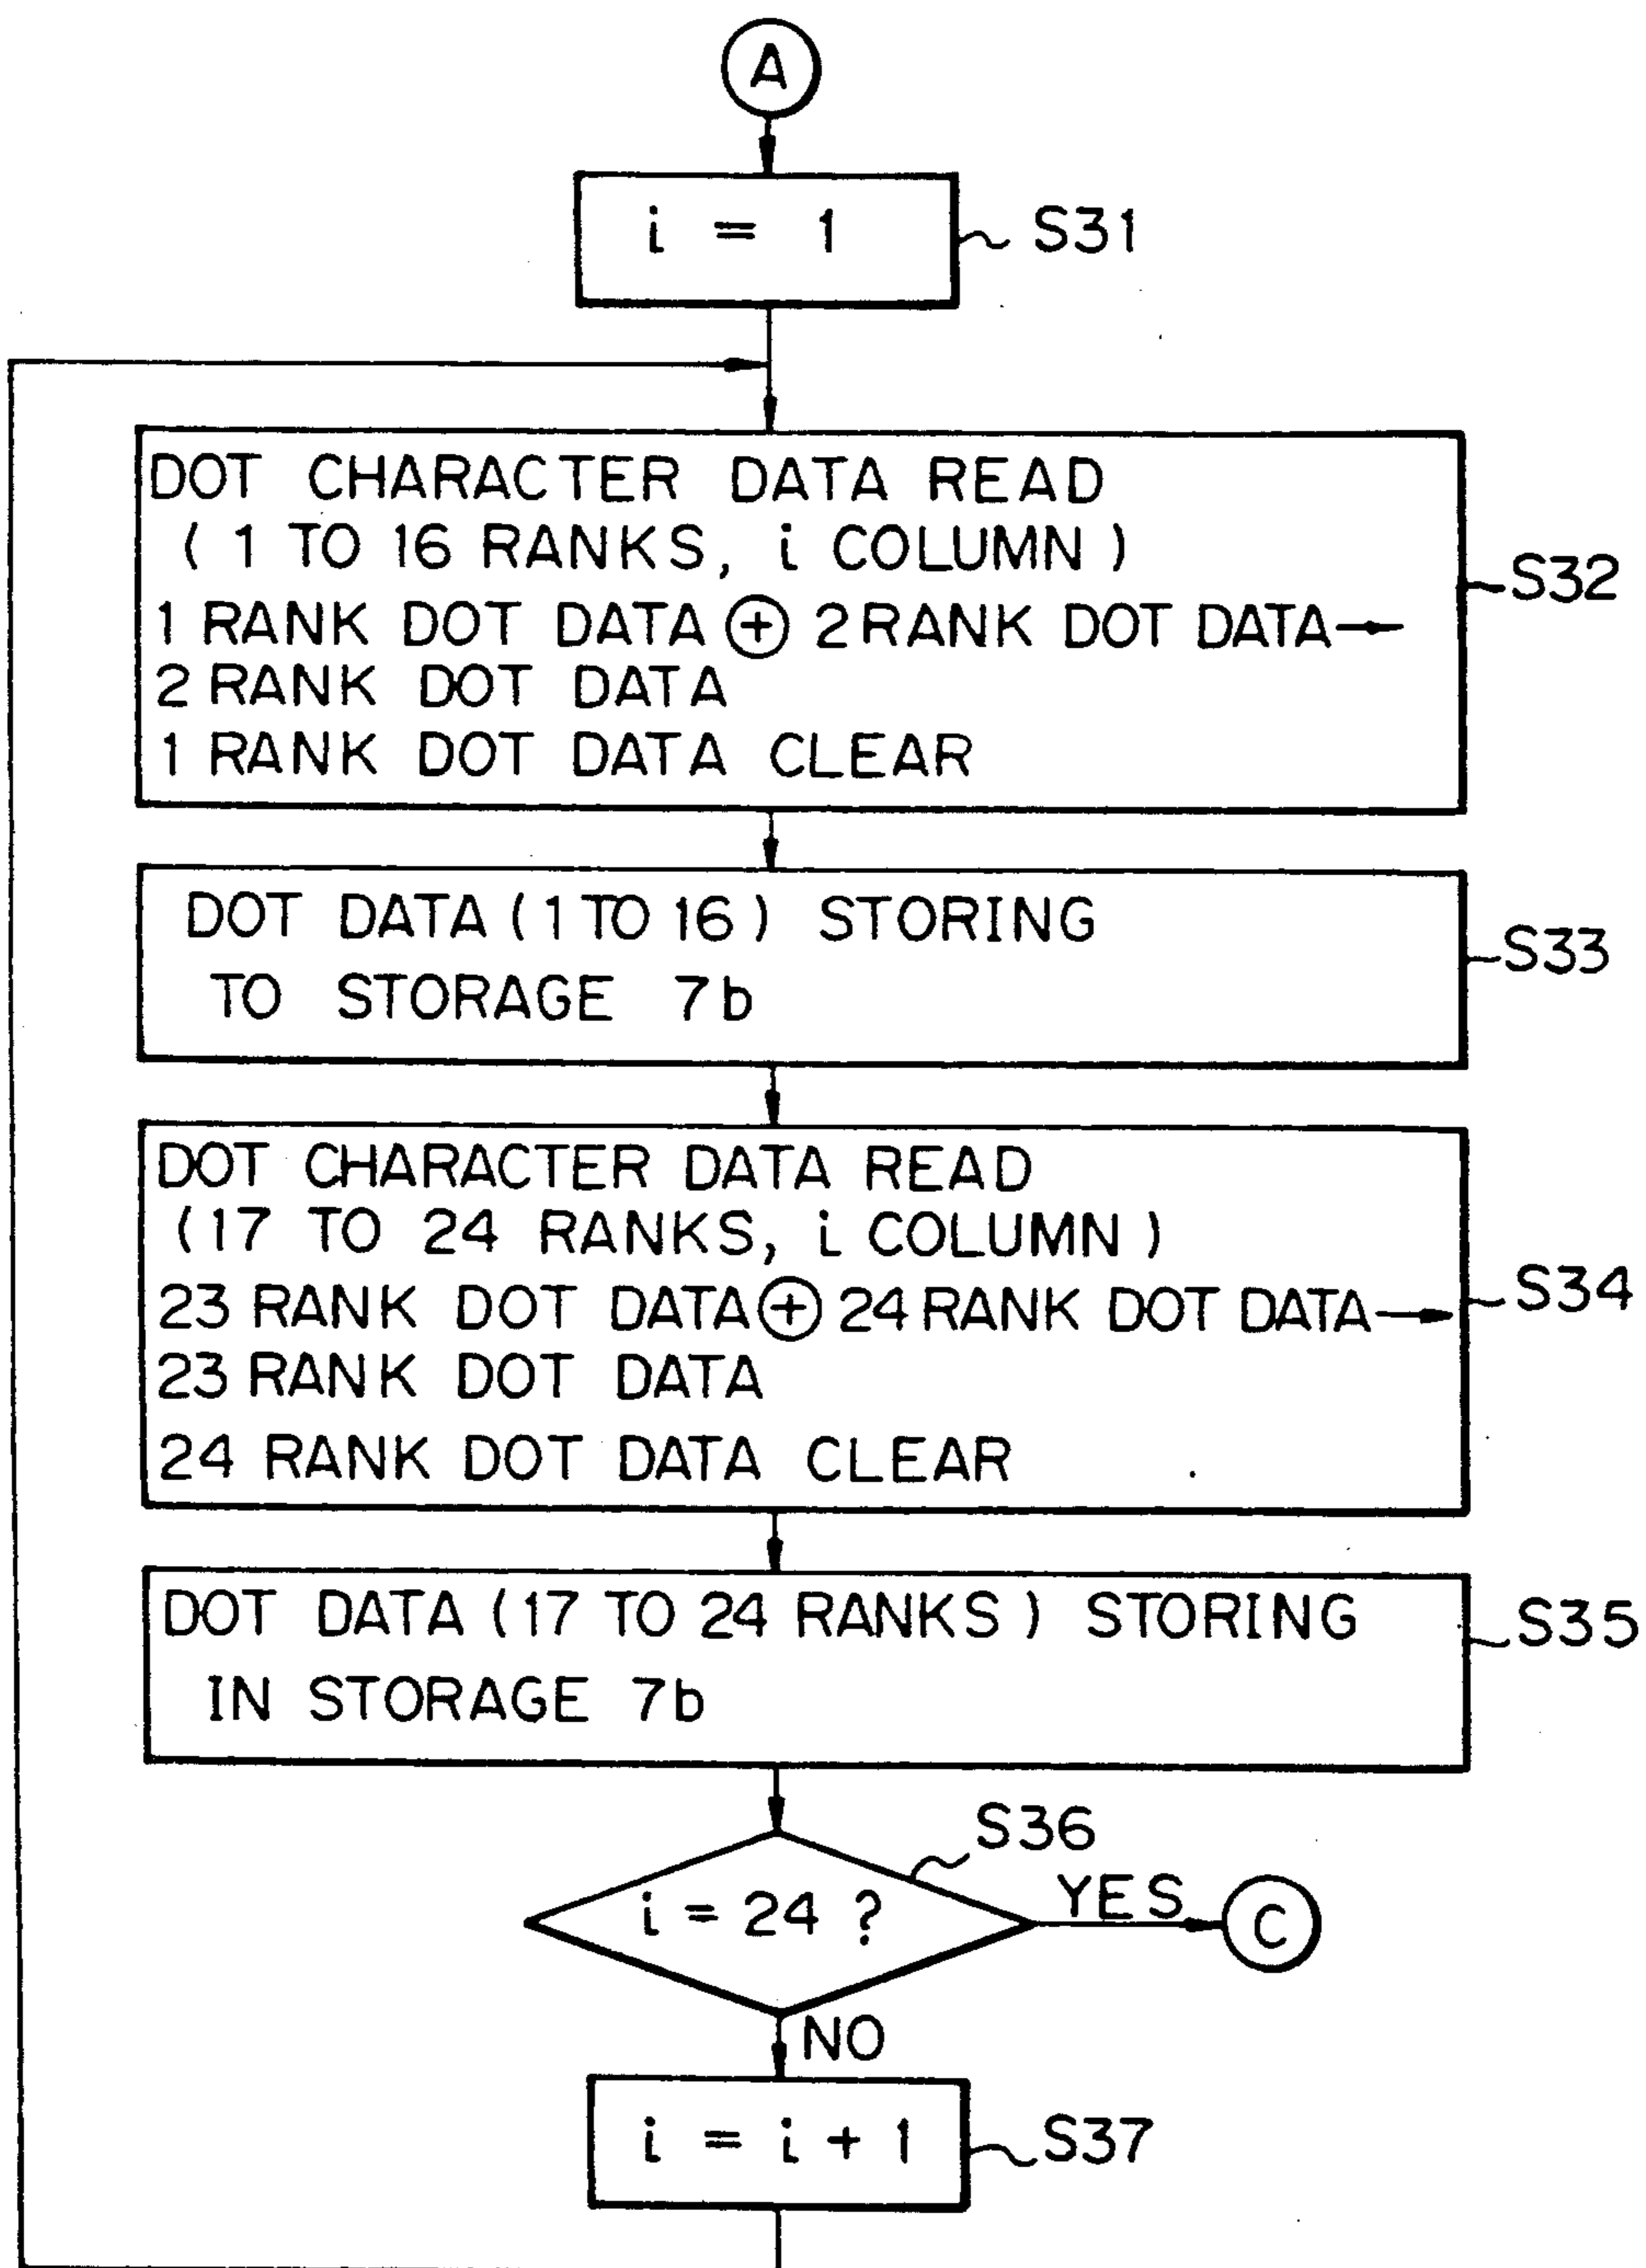 A
i = 1
S31
DOT CHARACTER DATA READ
( 1 TO 16 RANKS, i COLUMN )
1 RANK DOT DATA ⊕ 2 RANK DOT DATA →
2 RANK DOT DATA
1 RANK DOT DATA CLEAR
S32
DOT DATA ( 1 TO 16 ) STORING
TO STORAGE 7b
S33
DOT CHARACTER DATA READ
( 17 TO 24 RANKS, i COLUMN )
23 RANK DOT DATA ⊕ 24 RANK DOT DATA →
23 RANK DOT DATA
24 RANK DOT DATA CLEAR
S34
DOT DATA ( 17 TO 24 RANKS ) STORING
IN STORAGE 7b
S35
S36
i = 24 ?
YES
C
NO
i = i + 1
S37